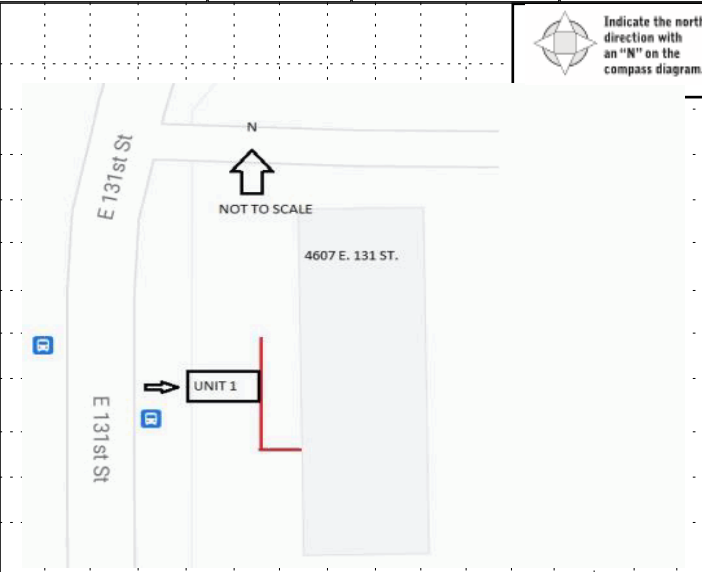 Indicate the north
direction with
an “N” on the
compass diagram.
N
NOT TO SCALE
E 131st St
4607 E. 131 ST.
UNIT 1
E 131st St